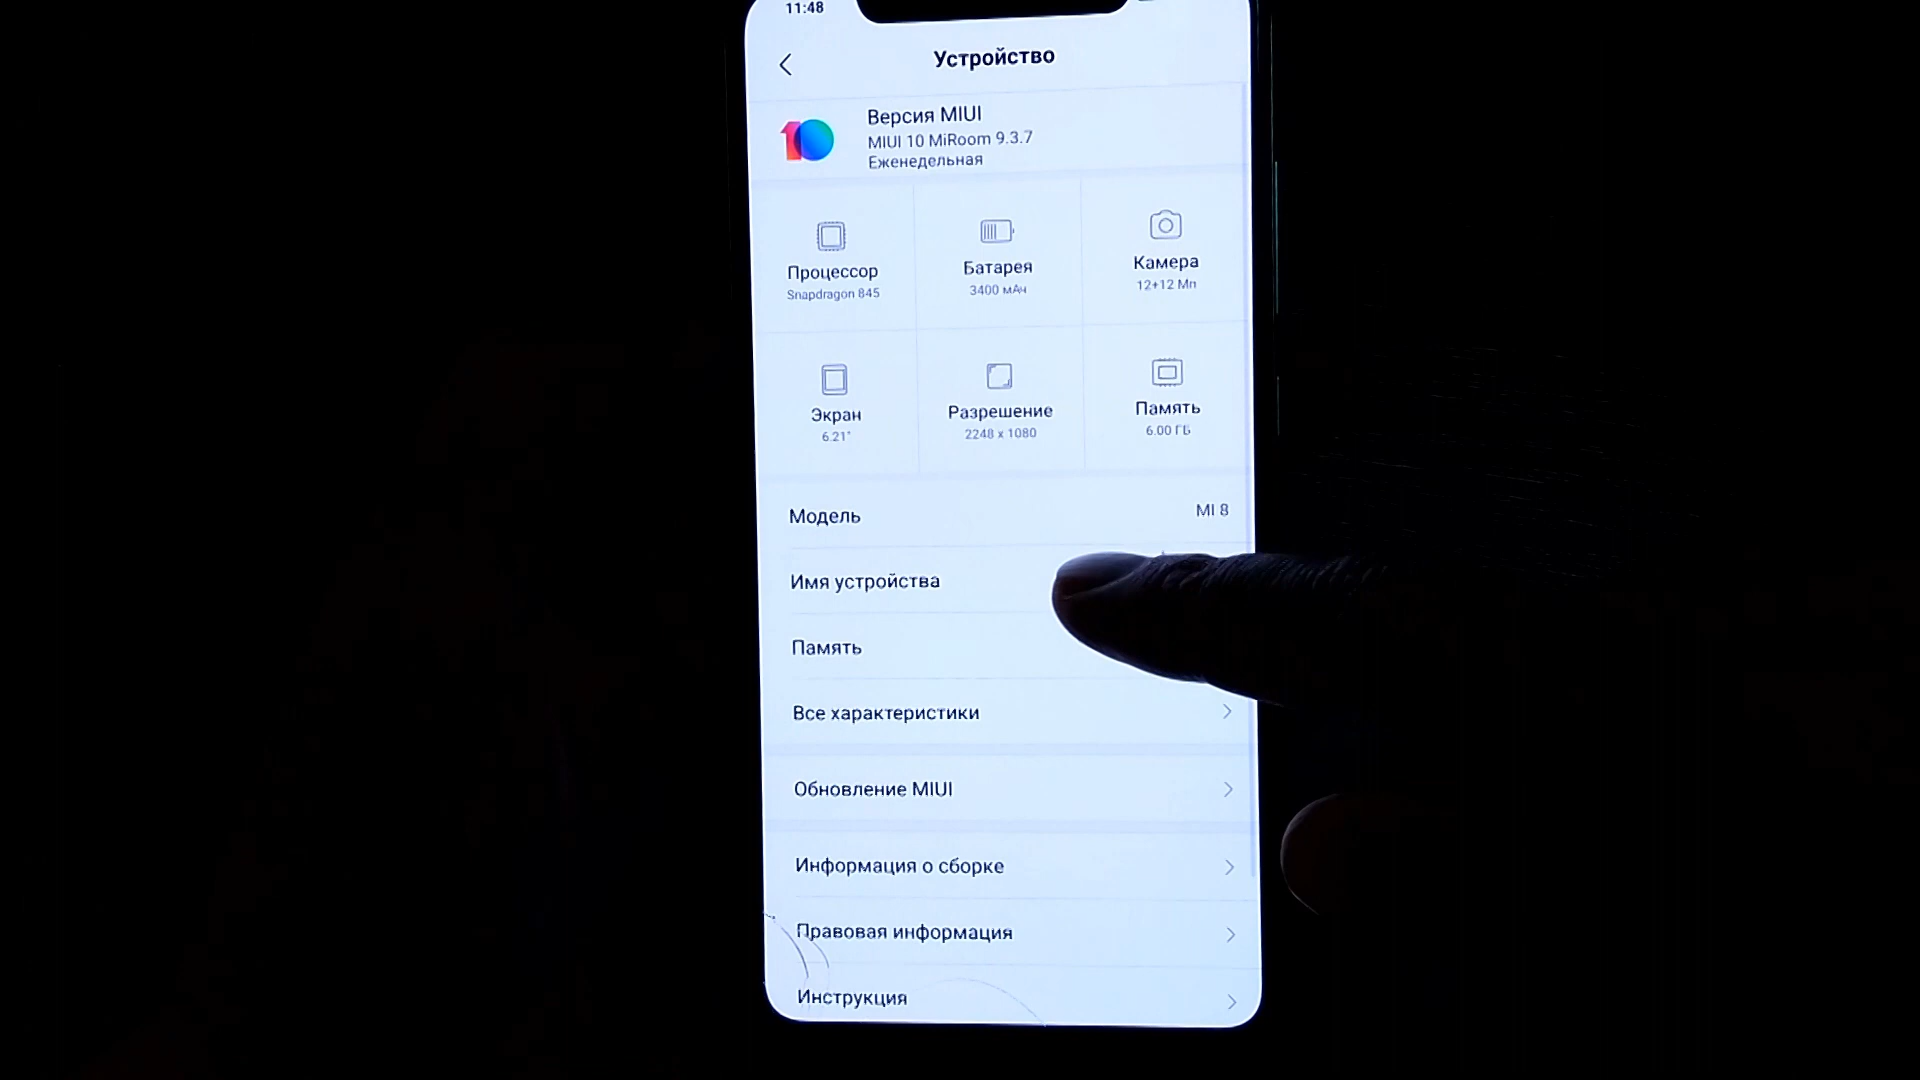 11:48
Устройство
Версия MIUI
MIUI 10 MiRoom 9.3.7
Еженедельная
Процессор
Snapdragon 845
Батарея
3400 мАч
Камера
12+12 Мп
Экран
6.21"
Разрешение
2248 x 1080
Память
6.00 ГБ
Модель
MI 8
Имя устройства
Память
Все характеристики
Обновление MIUI
Информация о сборке
Правовая информация
Инструкция